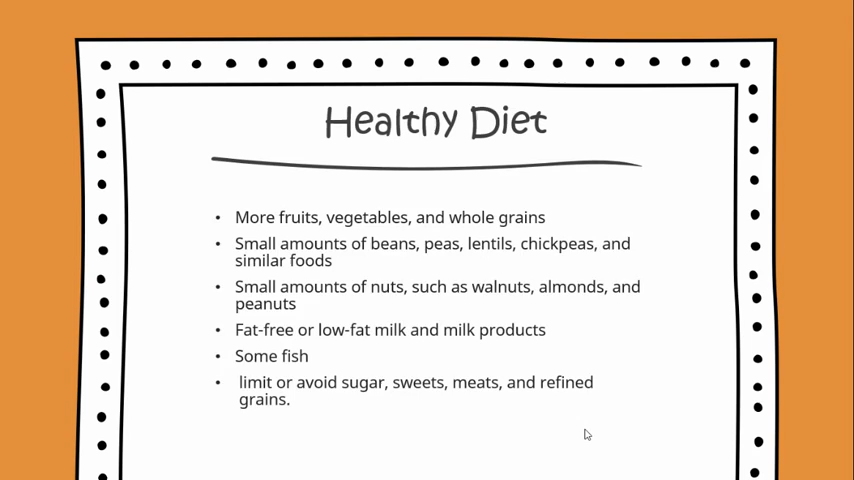 Healthy Diet
• More fruits, vegetables, and whole grains
• Small amounts of beans, peas, lentils, chickpeas, and
similar foods
• Small amounts of nuts, such as walnuts, almonds, and
peanuts
• Fat-free or low-fat milk and milk products
• Some fish
• limit or avoid sugar, sweets, meats, and refined
grains.